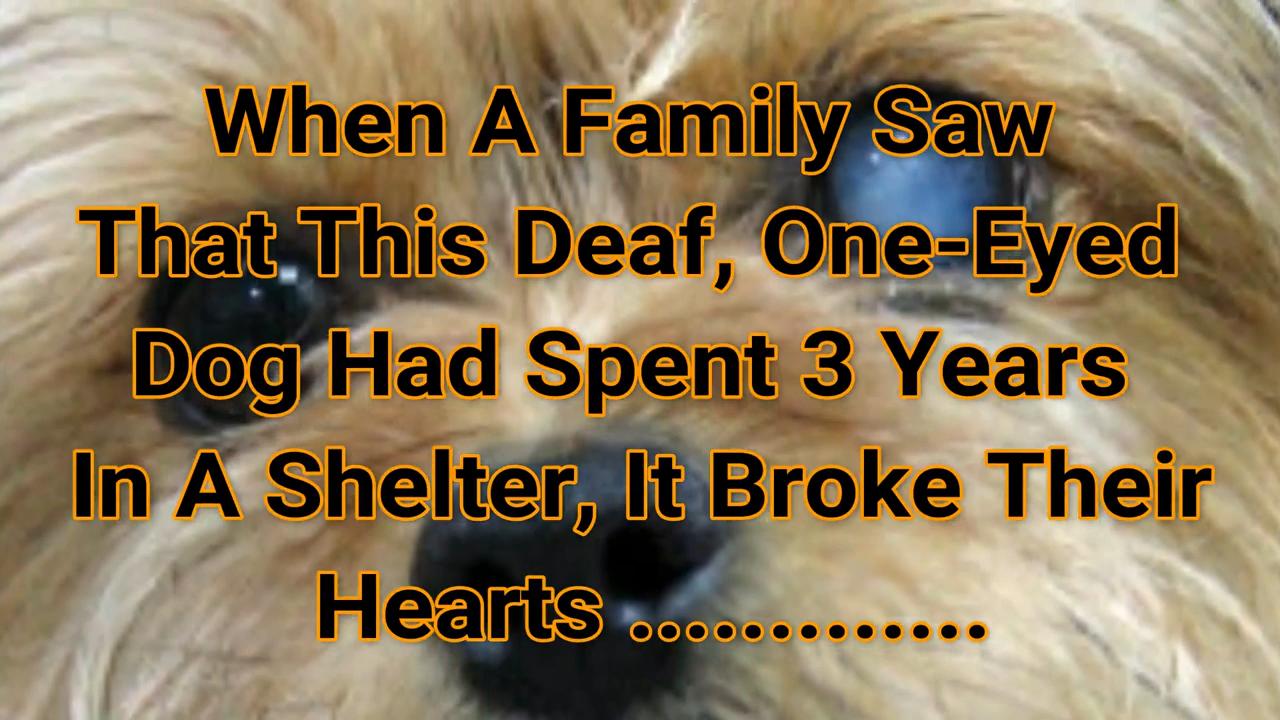 When A Family Saw
That This Deaf, One-Eyed
Dog Had Spent 3 Years
In A Shelter, It Broke Their
Hearts .............